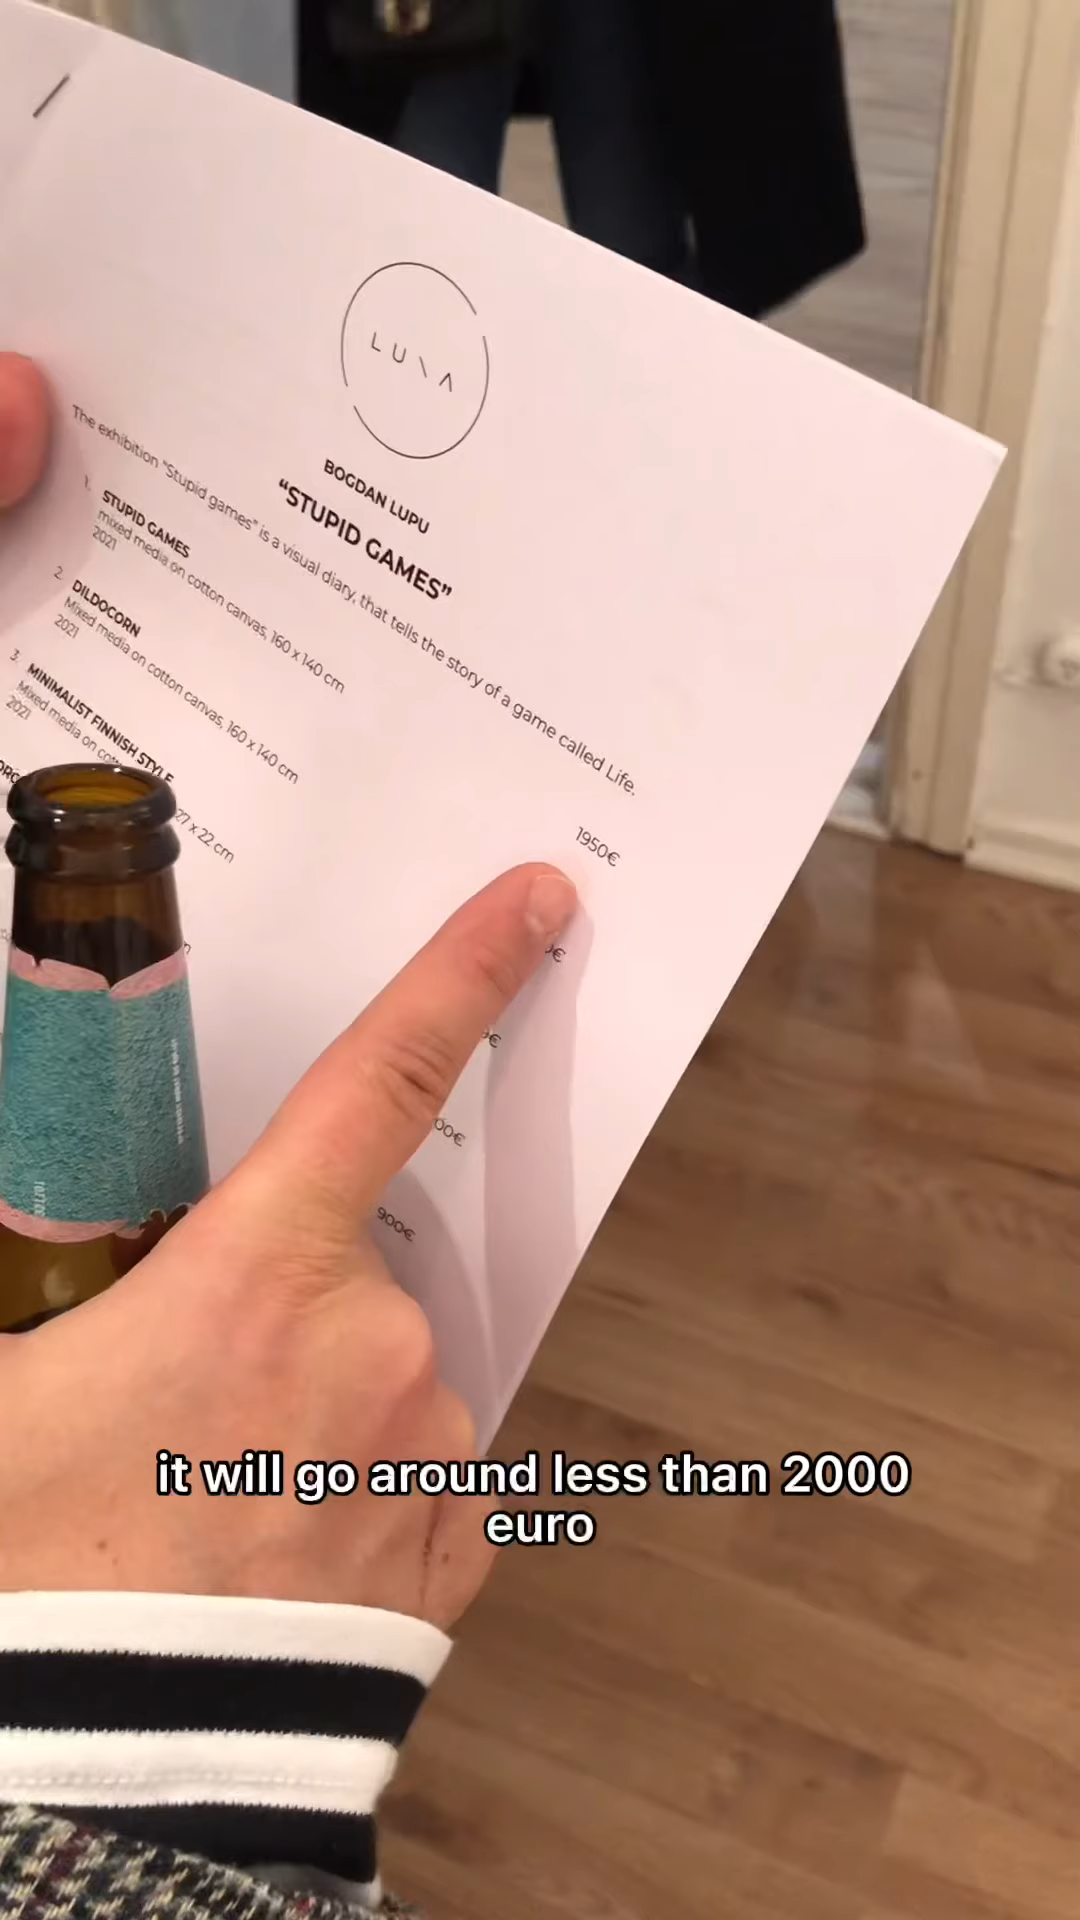 LU\Λ
BOGDAN LUPU
"STUPID GAMES"
The exhibition "Stupid games" is a visual diary, that tells the story of a game called Life.
1. STUPID GAMES
mixed media on cotton canvas, 160 x 140 cm
2021
1950€
2. DILDOCORN
Mixed media on cotton canvas, 160 x 140 cm
2021
3. MINIMALIST FINNISH STYLE
Mixed media on
27 x 22 cm
2021
900€
it will go around less than 2000
euro